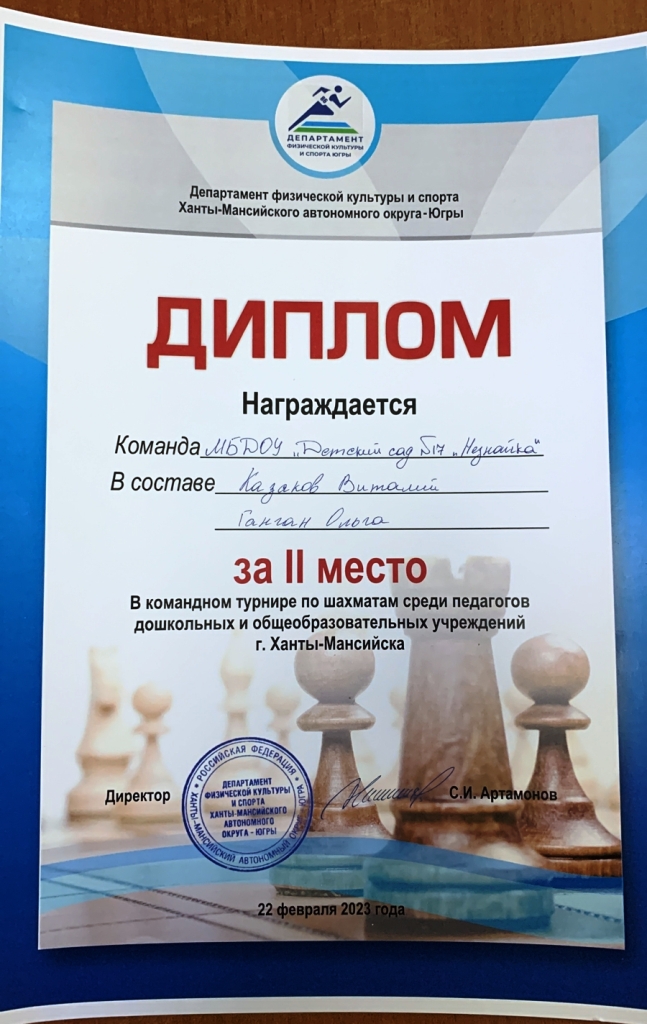 ДЕПАРТАМЕНТ
ФИЗИЧЕСКОЙ КУЛЬТУРЫ
И СПОРТА ЮГРЫ
Департамент физической культуры и спорта
Ханты-Мансийского автономного округа-Югры
ДИПЛОМ
Награждается
Команда МБДОУ „Детский сад №17 „Незнайка“
В составе Казаков Виталий
Ганган Ольга
за II место
В командном турнире по шахматам среди педагогов
дошкольных и общеобразовательных учреждений
г. Ханты-Мансийска
Директор
С.И. Артамонов
РОССИЙСКАЯ ФЕДЕРАЦИЯ
ХАНТЫ-МАНСИЙСКИЙ АВТОНОМНЫЙ ОКРУГ-ЮГРА
ДЕПАРТАМЕНТ
ФИЗИЧЕСКОЙ КУЛЬТУРЫ
И СПОРТА
ХАНТЫ-МАНСИЙСКОГО
АВТОНОМНОГО
ОКРУГА - ЮГРЫ
22 февраля 2023 года